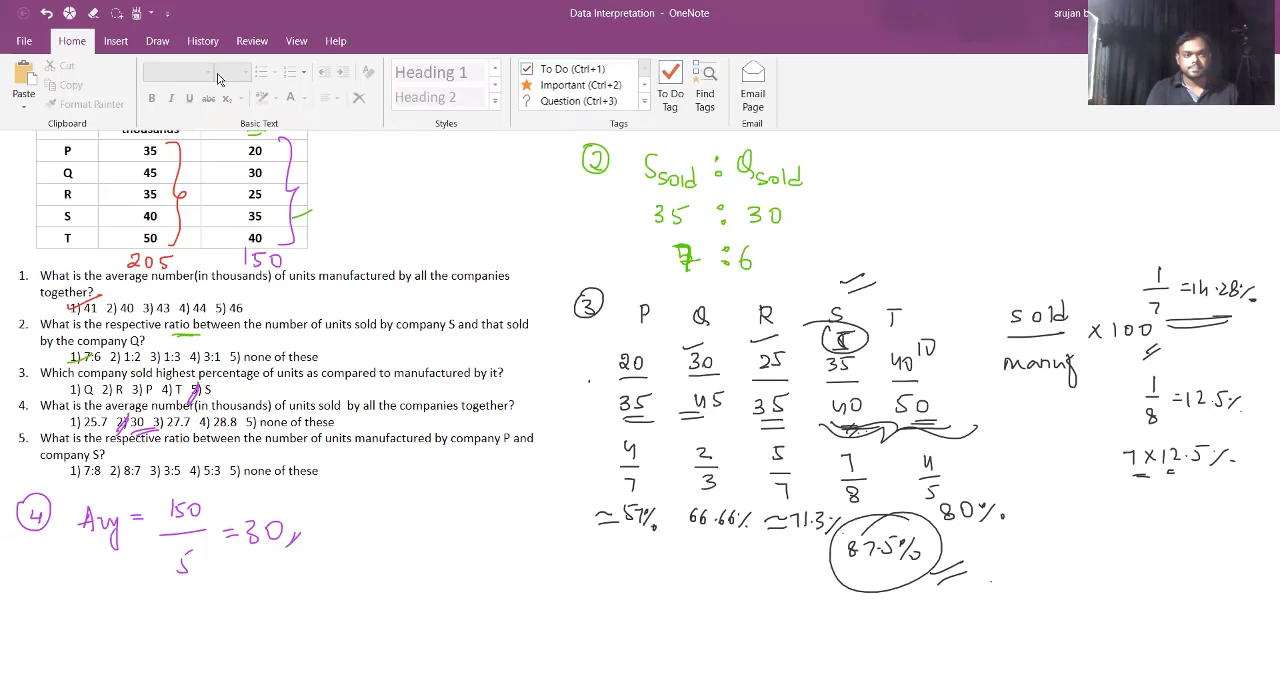 Data Interpretation - OneNote
srujan b
File Home Insert Draw History Review View Help
Paste
Cut
Copy
Format Painter
Clipboard
B I U abc x₂ A
Basic Text
Heading 1
Heading 2
Styles
To Do (Ctrl+1)
Important (Ctrl+2)
Question (Ctrl+3)
To Do Tag
Find Tags
Tags
Email Page
Email
thousands
P 35 20
Q 45 30
R 35 25
S 40 35
T 50 40
205 150
1. What is the average number(in thousands) of units manufactured by all the companies
together?
1) 41 2) 40 3) 43 4) 44 5) 46
2. What is the respective ratio between the number of units sold by company S and that sold
by the company Q?
1) 7:6 2) 1:2 3) 1:3 4) 3:1 5) none of these
3. Which company sold highest percentage of units as compared to manufactured by it?
1) Q 2) R 3) P 4) T 5) S
4. What is the average number(in thousands) of units sold by all the companies together?
1) 25.7 2) 30 3) 27.7 4) 28.8 5) none of these
5. What is the respective ratio between the number of units manufactured by company P and
company S?
1) 7:8 2) 8:7 3) 3:5 4) 5:3 5) none of these
4 Avg = 150/5 = 30
2 S sold : Q sold
35 : 30
7 : 6
3 P Q R S T
20/35 30/45 25/35 35/40 40/50 10
4/7 2/3 5/7 7/8 4/5
≃ 57% 66.66% ≃ 71.3% 87.5% 80%
sold/manuf × 100
1/7 = 14.28%
1/8 = 12.5%
7 × 12.5%